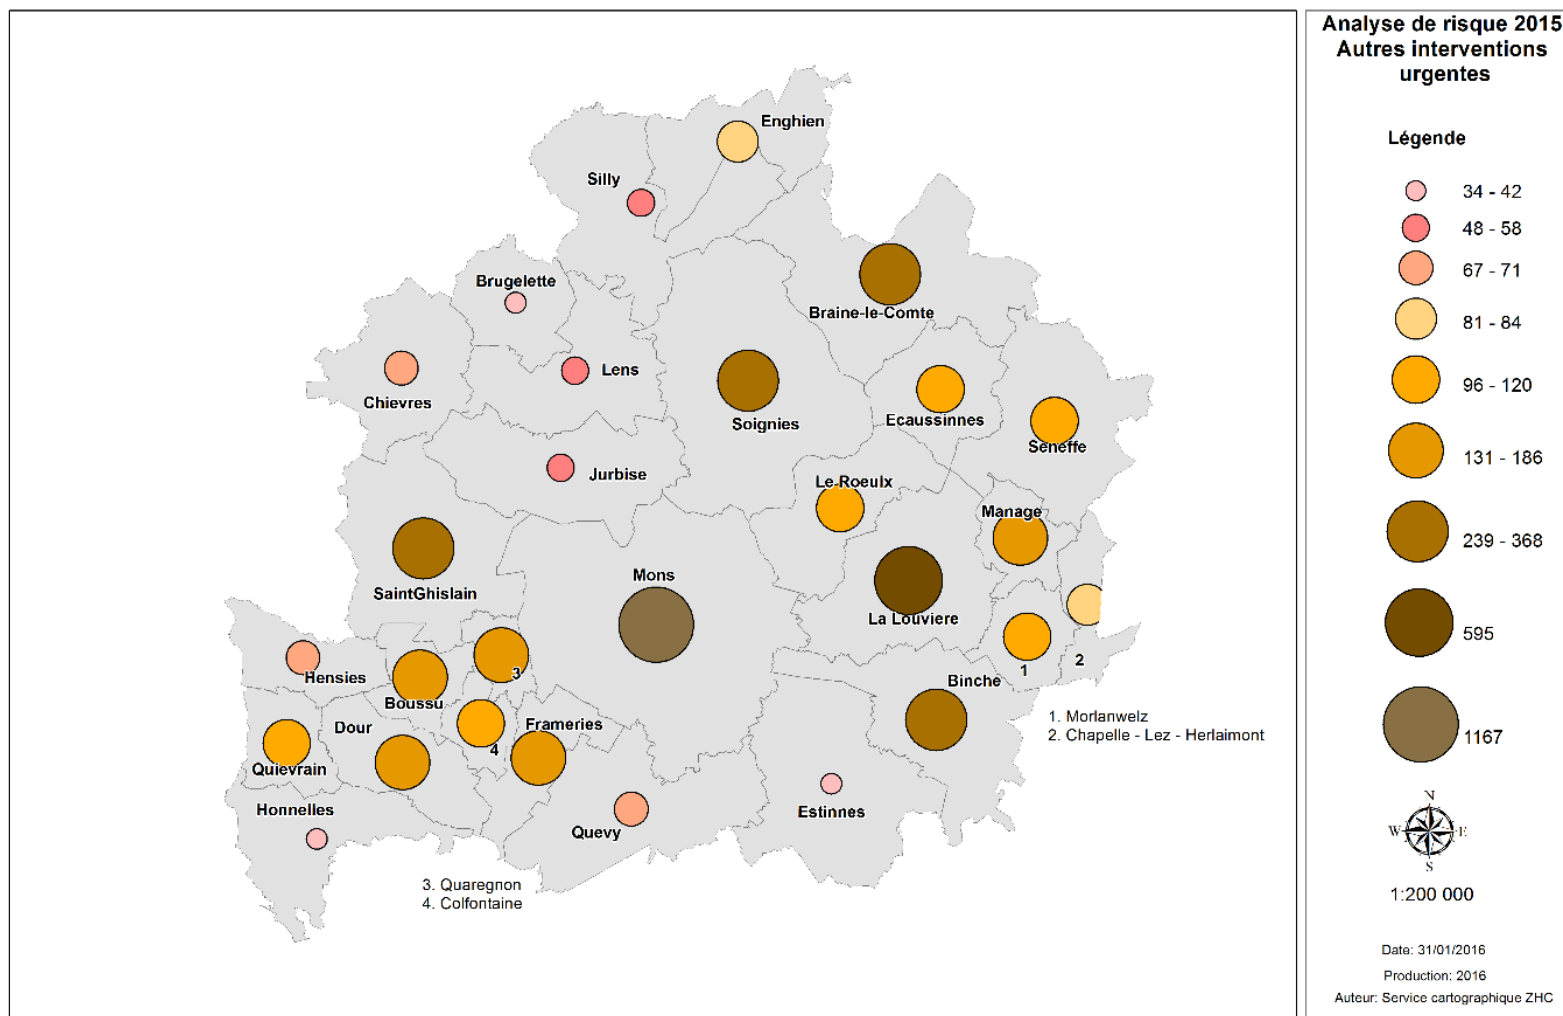 Analyse de risque 2015
Autres interventions
urgentes
Légende
34 - 42
48 - 58
67 - 71
81 - 84
96 - 120
131 - 186
239 - 368
595
1167
N
W E
S
1:200 000
Date: 31/01/2016
Production: 2016
Auteur: Service cartographique ZHC
Enghien
Silly
Brugelette
Braine-le-Comte
Lens
Chievres
Soignies
Ecaussinnes
Seneffe
Jurbise
Le-Roeulx
Manage
Mons
SaintGhislain
La Louviere
1
2
3
Hensies
Binche
Boussu
Dour
Frameries
4
Quievrain
Honnelles
Quevy
Estinnes
1. Morlanwelz
2. Chapelle - Lez - Herlaimont
3. Quaregnon
4. Colfontaine